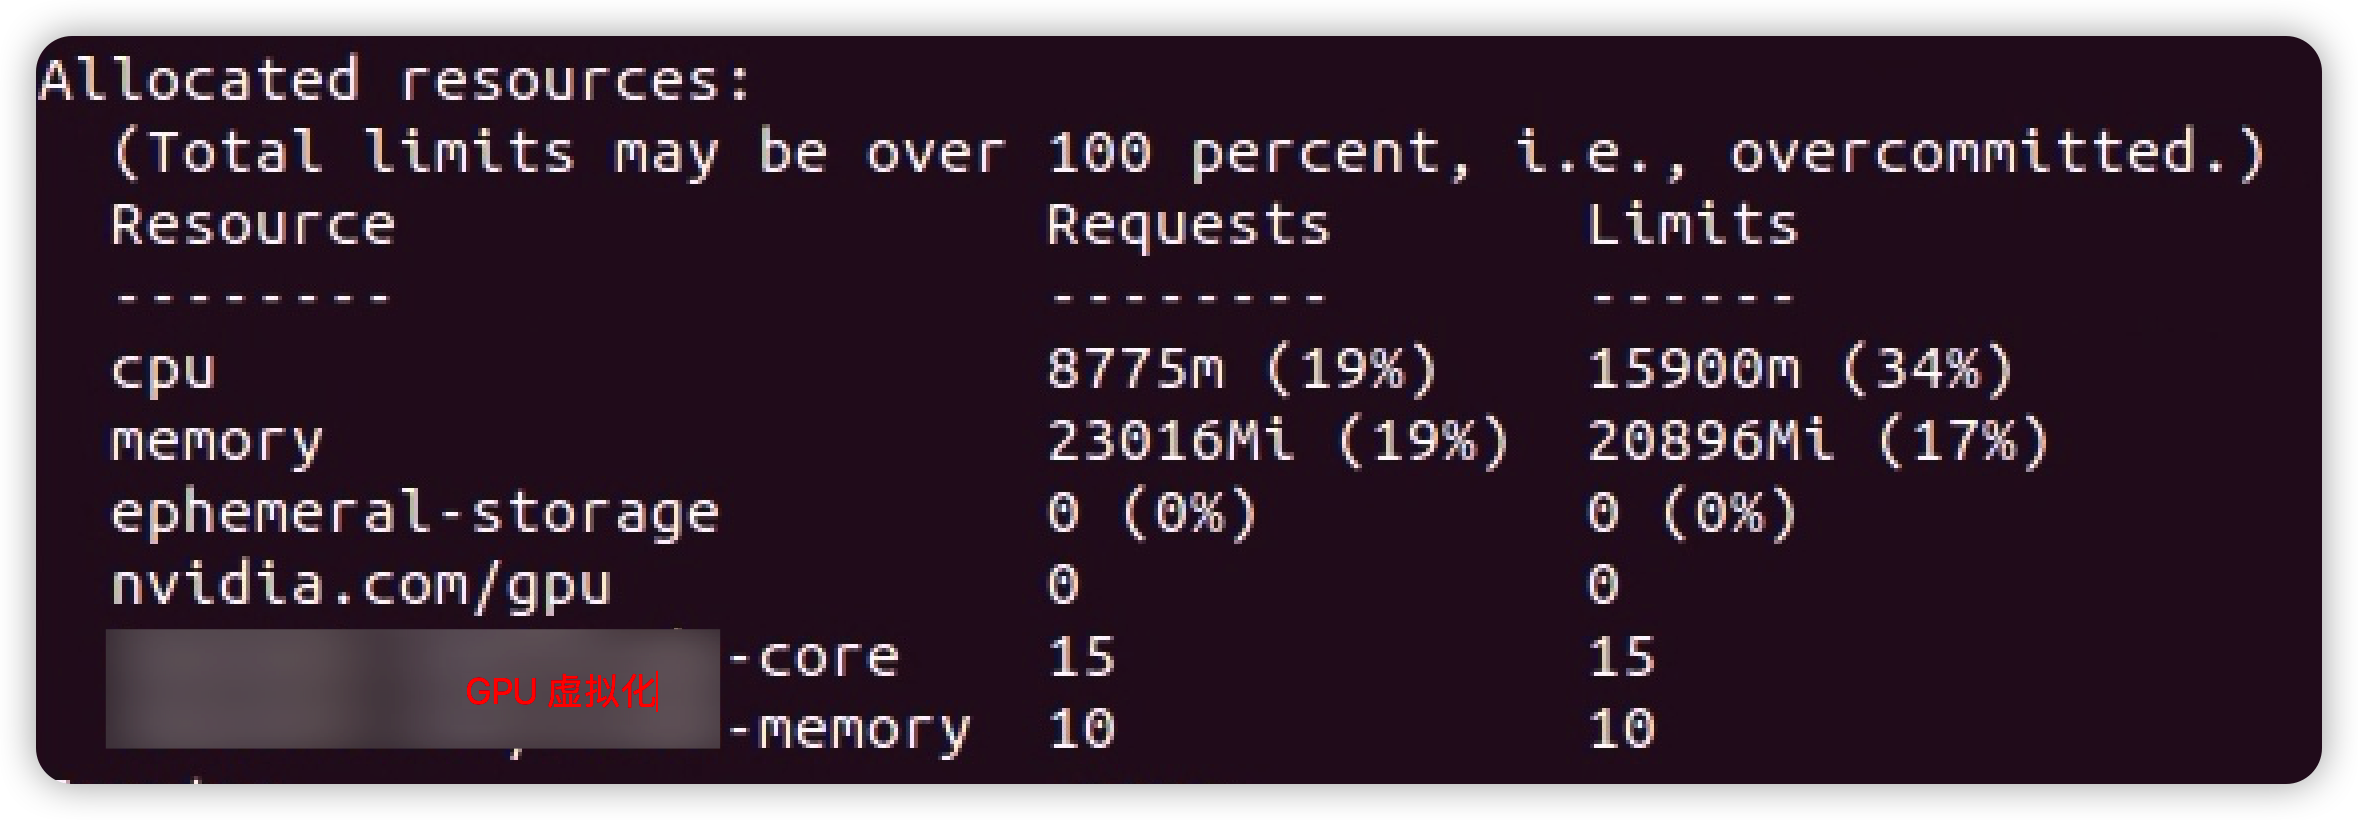 Allocated resources:
(Total limits may be over 100 percent, i.e., overcommitted.)
Resource Requests Limits
-------- -------- ------
cpu 8775m (19%) 15900m (34%)
memory 23016Mi (19%) 20896Mi (17%)
ephemeral-storage 0 (0%) 0 (0%)
nvidia.com/gpu 0 0
-core 15 15
GPU 虚拟化
-memory 10 10